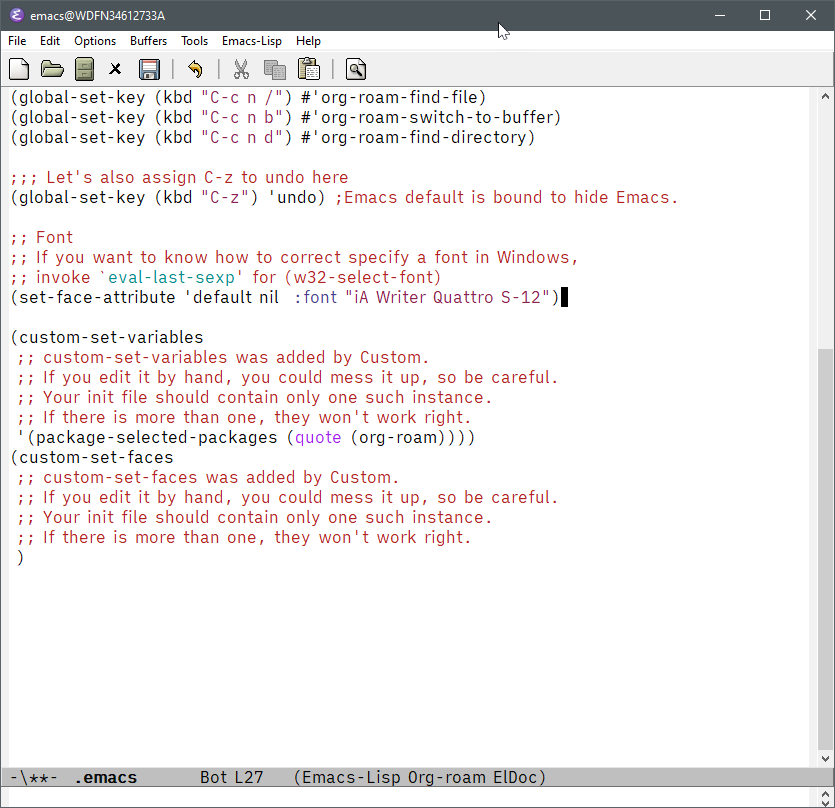 emacs@WDFN34612733A
File Edit Options Buffers Tools Emacs-Lisp Help
(global-set-key (kbd "C-c n /") #'org-roam-find-file)
(global-set-key (kbd "C-c n b") #'org-roam-switch-to-buffer)
(global-set-key (kbd "C-c n d") #'org-roam-find-directory)
;;; Let's also assign C-z to undo here
(global-set-key (kbd "C-z") 'undo) ;Emacs default is bound to hide Emacs.
;; Font
;; If you want to know how to correct specify a font in Windows,
;; invoke `eval-last-sexp' for (w32-select-font)
(set-face-attribute 'default nil :font "iA Writer Quattro S-12")
(custom-set-variables
;; custom-set-variables was added by Custom.
;; If you edit it by hand, you could mess it up, so be careful.
;; Your init file should contain only one such instance.
;; If there is more than one, they won't work right.
'(package-selected-packages (quote (org-roam))))
(custom-set-faces
;; custom-set-faces was added by Custom.
;; If you edit it by hand, you could mess it up, so be careful.
;; Your init file should contain only one such instance.
;; If there is more than one, they won't work right.
)
-\**- .emacs Bot L27 (Emacs-Lisp Org-roam ElDoc)